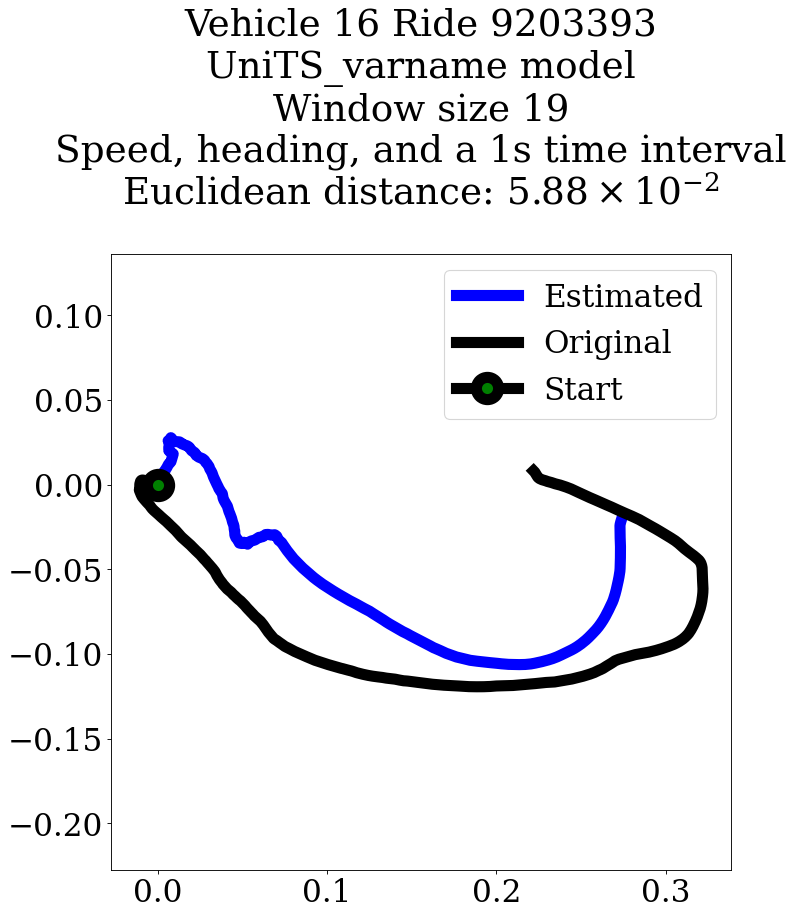 Vehicle 16 Ride 9203393
UniTS_varname model
Window size 19
Speed, heading, and a 1s time interval
Euclidean distance: 5.88 × 10⁻²
Estimated
Original
Start
0.10
0.05
0.00
−0.05
−0.10
−0.15
−0.20
0.0 0.1 0.2 0.3